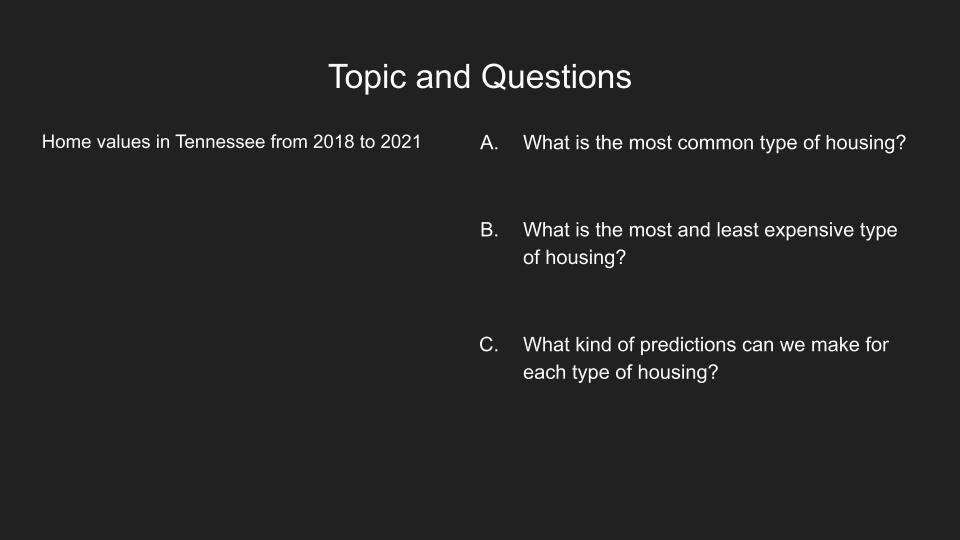 Topic and Questions
Home values in Tennessee from 2018 to 2021
A. What is the most common type of housing?
B. What is the most and least expensive type
of housing?
C. What kind of predictions can we make for
each type of housing?